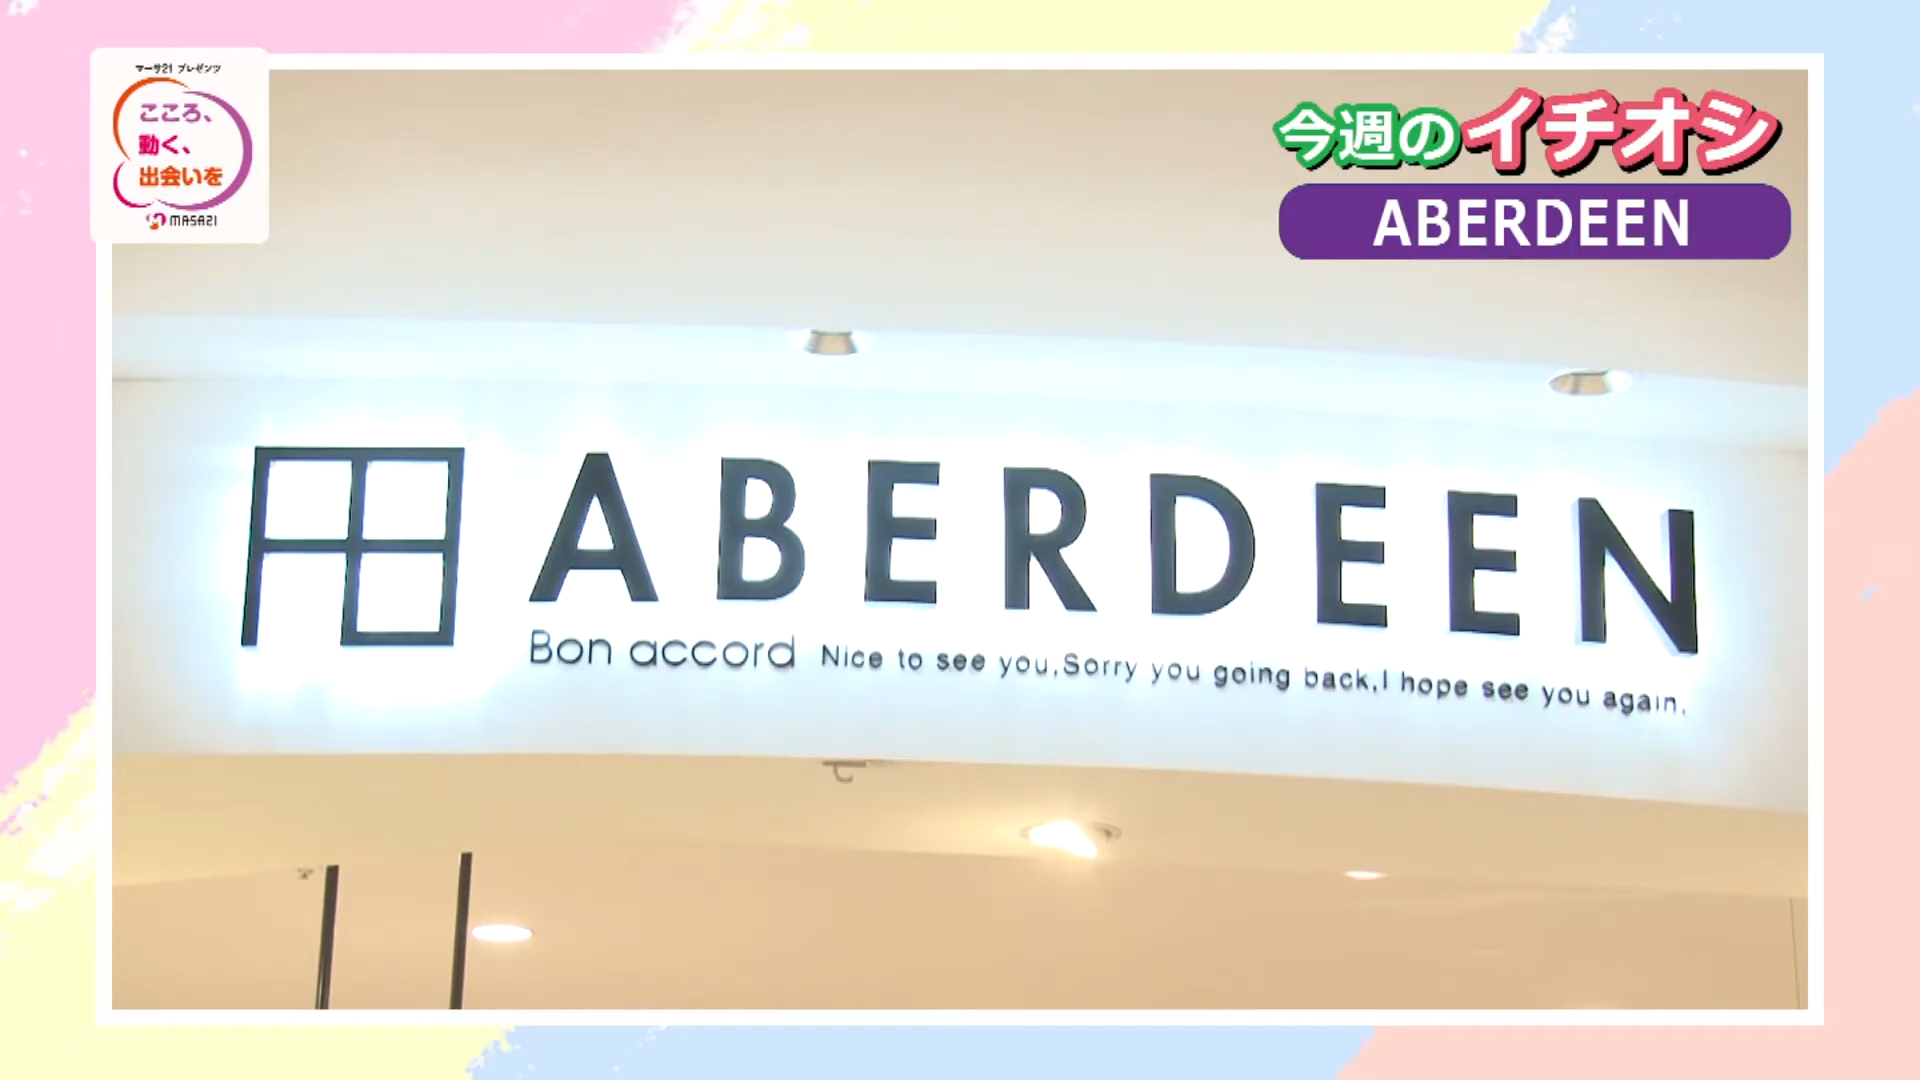 マーサ21 プレゼンツ
こころ、
動く、
出会いを
MASA21
今週のイチオシ
ABERDEEN
ABERDEEN
Bon accord Nice to see you,Sorry you going back,I hope see you again.